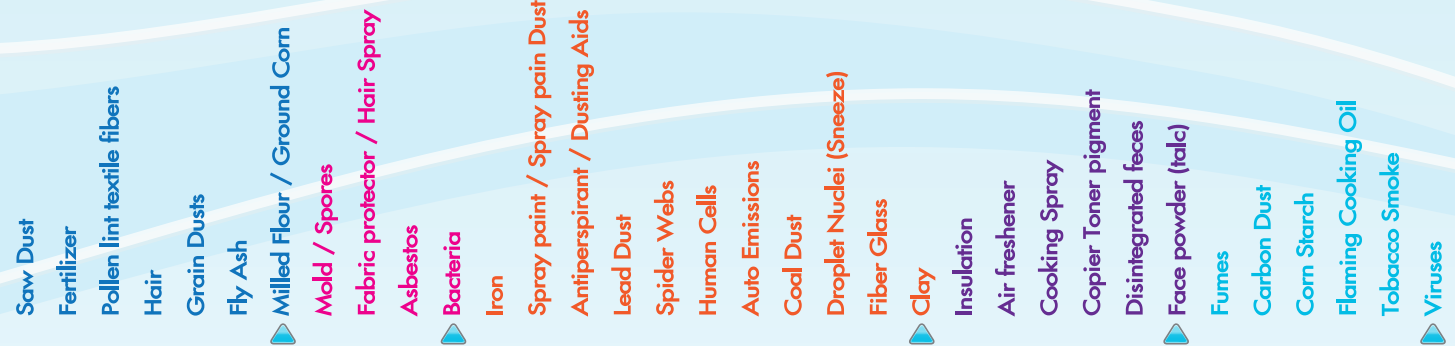 Saw Dust
Fertilizer
Pollen lint textile fibers
Hair
Grain Dusts
Fly Ash
Milled Flour / Ground Corn
Mold / Spores
Fabric protector / Hair Spray
Asbestos
Bacteria
Iron
Spray paint / Spray pain Dust
Antiperspirant / Dusting Aids
Lead Dust
Spider Webs
Human Cells
Auto Emissions
Coal Dust
Droplet Nuclei (Sneeze)
Fiber Glass
Clay
Insulation
Air freshener
Cooking Spray
Copier Toner pigment
Disintegrated feces
Face powder (talc)
Fumes
Carbon Dust
Corn Starch
Flaming Cooking Oil
Tobacco Smoke
Viruses